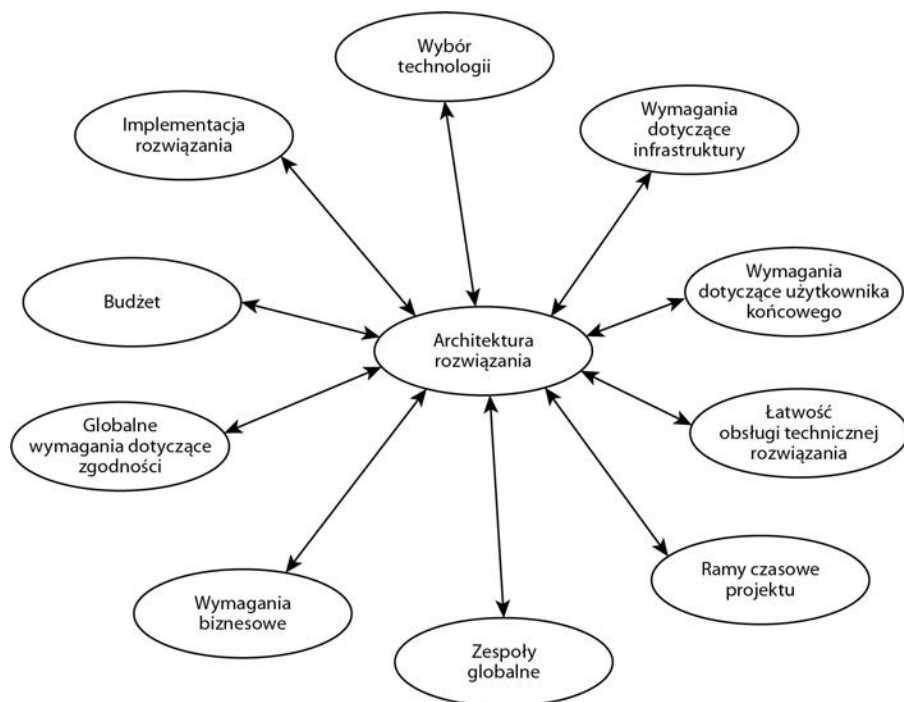 Wybór
technologii
Implementacja
rozwiązania
Wymagania
dotyczące
infrastruktury
Budżet
Wymagania
dotyczące użytkownika
końcowego
Architektura
rozwiązania
Globalne
wymagania dotyczące
zgodności
Łatwość
obsługi technicznej
rozwiązania
Wymagania
biznesowe
Ramy czasowe
projektu
Zespoły
globalne